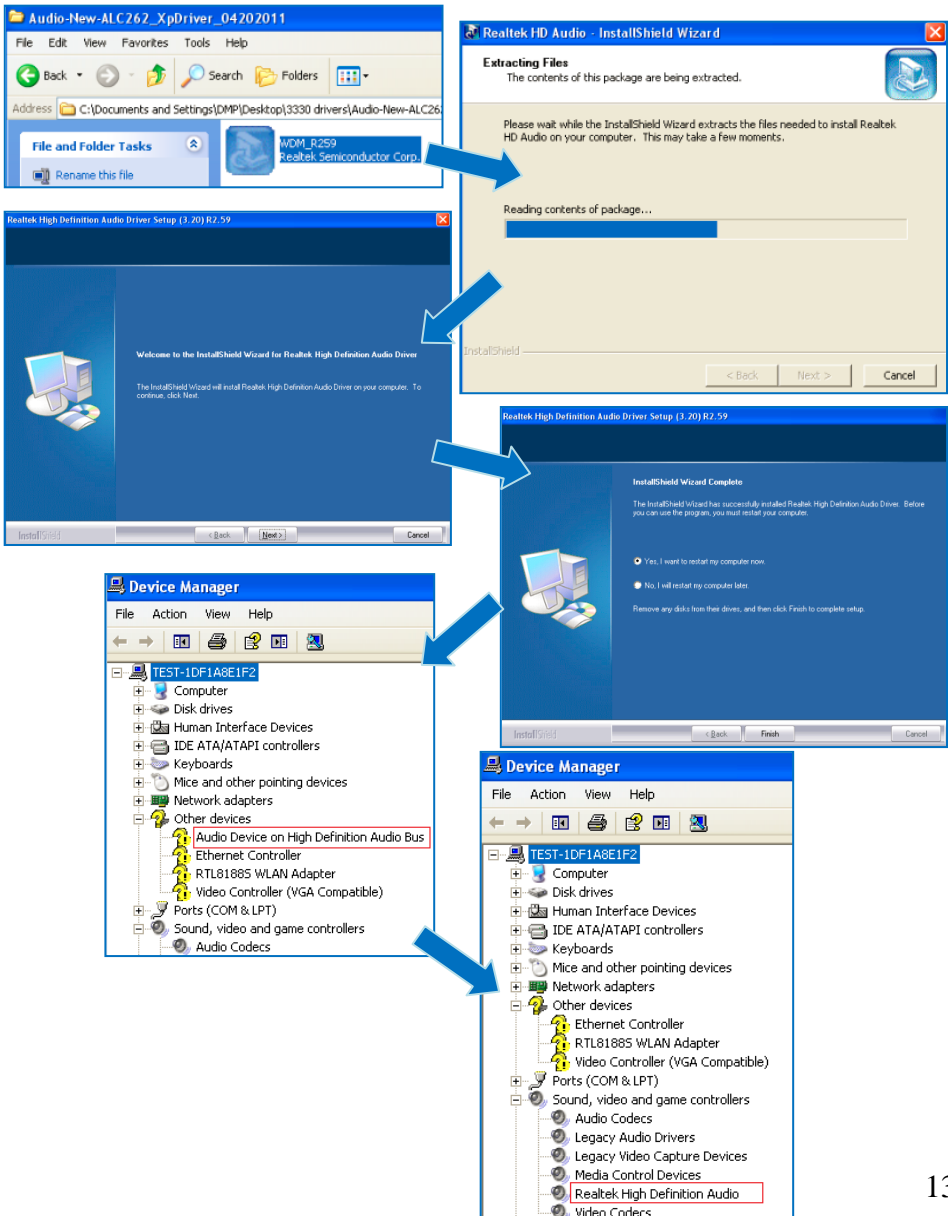 Audio-New-ALC262_XpDriver_04202011
File Edit View Favorites Tools Help
Back Search Folders
Address C:\Documents and Settings\DMP\Desktop\3330 drivers\Audio-New-ALC26
File and Folder Tasks
Rename this file
WDM_R259
Realtek Semiconductor Corp.
Realtek HD Audio - InstallShield Wizard
Extracting Files
The contents of this package are being extracted.
Please wait while the InstallShield Wizard extracts the files needed to install Realtek
HD Audio on your computer. This may take a few moments.
Reading contents of package...
InstallShield
< Back Next > Cancel
Realtek High Definition Audio Driver Setup (3.20) R2.59
Welcome to the InstallShield Wizard for Realtek High Definition Audio Driver
The InstallShield Wizard will install Realtek High Definition Audio Driver on your computer. To
continue, click Next.
InstallShield
< Back Next > Cancel
Realtek High Definition Audio Driver Setup (3.20) R2.59
InstallShield Wizard Complete
The InstallShield Wizard has successfully installed Realtek High Definition Audio Driver. Before
you can use the program, you must restart your computer.
Yes, I want to restart my computer now.
No, I will restart my computer later.
Remove any disks from their drives, and then click Finish to complete setup.
InstallShield
< Back Finish Cancel
Device Manager
File Action View Help
TEST-1DF1A8E1F2
Computer
Disk drives
Human Interface Devices
IDE ATA/ATAPI controllers
Keyboards
Mice and other pointing devices
Network adapters
Other devices
Audio Device on High Definition Audio Bus
Ethernet Controller
RTL8188S WLAN Adapter
Video Controller (VGA Compatible)
Ports (COM & LPT)
Sound, video and game controllers
Audio Codecs
Device Manager
File Action View Help
TEST-1DF1A8E1F2
Computer
Disk drives
Human Interface Devices
IDE ATA/ATAPI controllers
Keyboards
Mice and other pointing devices
Network adapters
Other devices
Ethernet Controller
RTL8188S WLAN Adapter
Video Controller (VGA Compatible)
Ports (COM & LPT)
Sound, video and game controllers
Audio Codecs
Legacy Audio Drivers
Legacy Video Capture Devices
Media Control Devices
Realtek High Definition Audio
Video Codecs